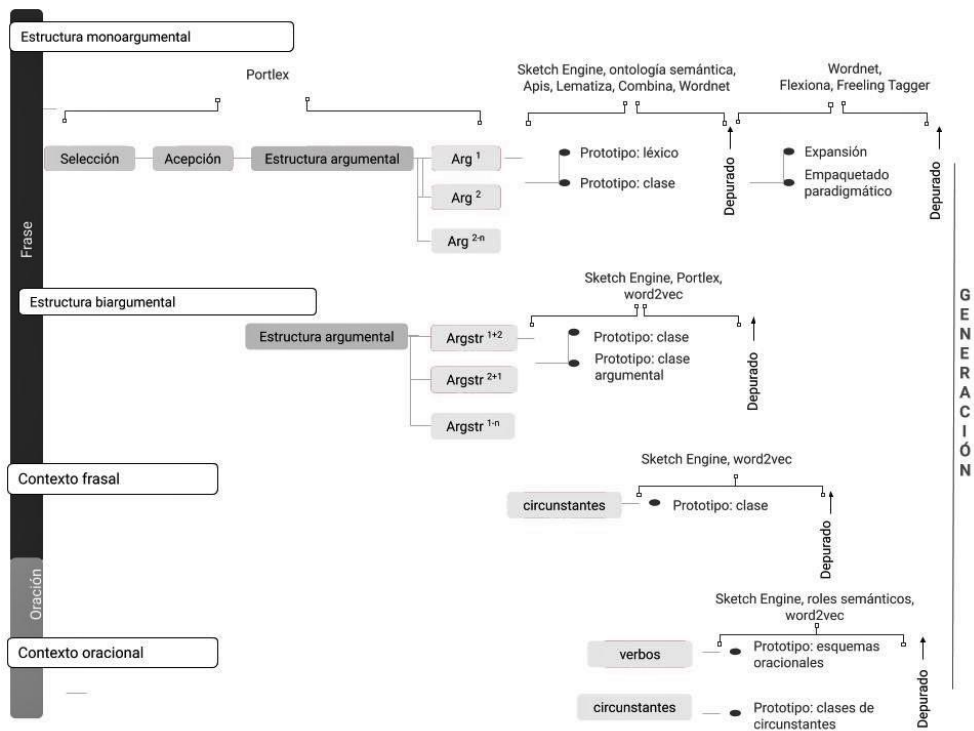 Estructura monoargumental
Portlex
Sketch Engine, ontología semántica,
Apis, Lematiza, Combina, Wordnet
Wordnet,
Flexiona, Freeling Tagger
Selección
Acepción
Estructura argumental
Arg 1
Arg 2
Arg 2-n
Prototipo: léxico
Prototipo: clase
Depurado
Expansión
Empaquetado
paradigmático
Depurado
Frase
Estructura biargumental
Sketch Engine, Portlex,
word2vec
Estructura argumental
Argstr 1+2
Argstr 2+1
Argstr 1-n
Prototipo: clase
Prototipo: clase
argumental
Depurado
GENERACIÓN
Contexto frasal
Sketch Engine, word2vec
circunstantes
Prototipo: clase
Depurado
Oración
Sketch Engine, roles semánticos,
word2vec
Contexto oracional
verbos
Prototipo: esquemas
oracionales
Depurado
circunstantes
Prototipo: clases de
circunstantes